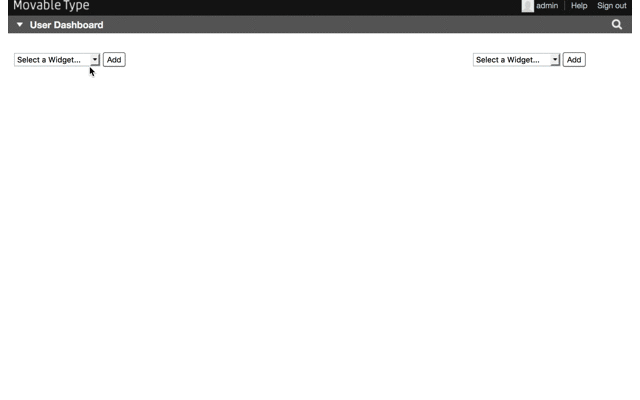 Movable Type admin Help Sign out
User Dashboard
Select a Widget... Add Select a Widget... Add